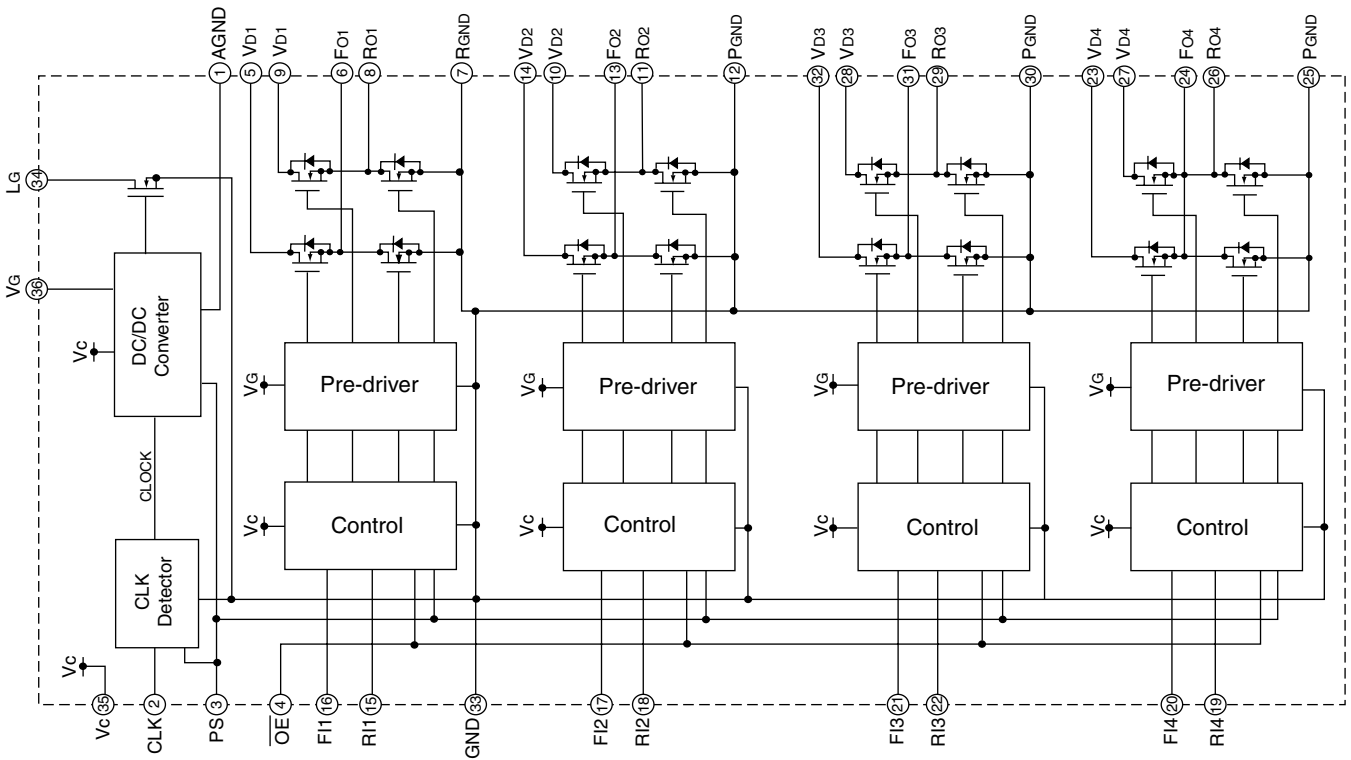 1 AGND
5 VD1
9 VD1
6 FO1
8 RO1
7 RGND
14 VD2
10 VD2
13 FO2
11 RO2
12 PGND
32 VD3
28 VD3
31 FO3
29 RO3
30 PGND
23 VD4
27 VD4
24 FO4
26 RO4
25 PGND
LG 34
VG 36
DC/DC
Converter
VC
CLOCK
CLK
Detector
VC
VG
Pre-driver
VG
Pre-driver
VG
Pre-driver
VG
Pre-driver
VC
Control
VC
Control
VC
Control
VC
Control
VC 35
CLK 2
PS 3
OE 4
FI1 16
RI1 15
GND 33
FI2 17
RI2 18
FI3 21
RI3 22
FI4 20
RI4 19